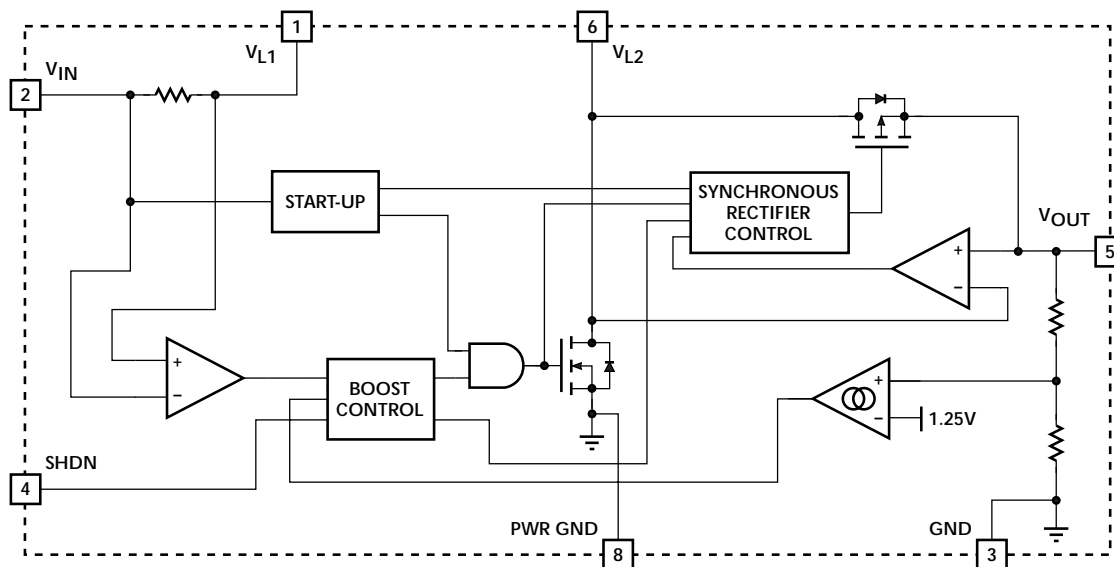 1
6
V_L1
V_L2
V_IN
2
START-UP
SYNCHRONOUS
RECTIFIER
CONTROL
V_OUT
+
−
5
+
−
BOOST
CONTROL
+
−
1.25V
SHDN
4
PWR GND
8
GND
3